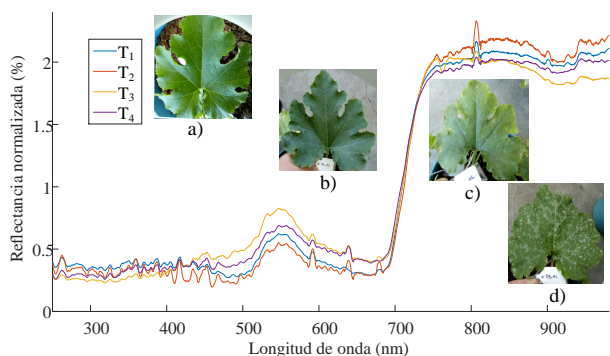 T1
T2
T3
T4
a)
b)
c)
d)
Reflectancia normalizada (%)
2
1.5
1
0.5
0
300
400
500
600
700
800
900
Longitud de onda (nm)